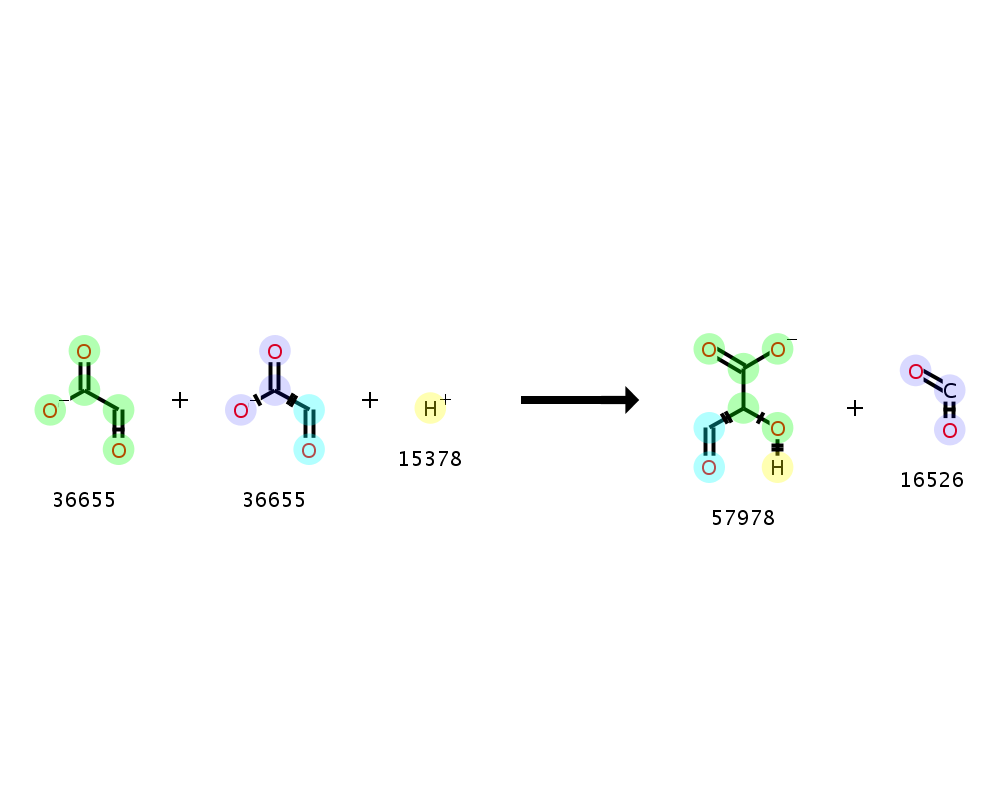 O O O⁻ O
36655
+
O O⁻ O
36655
+
H⁺
15378
O O⁻ O O H
57978
+
O C O
16526